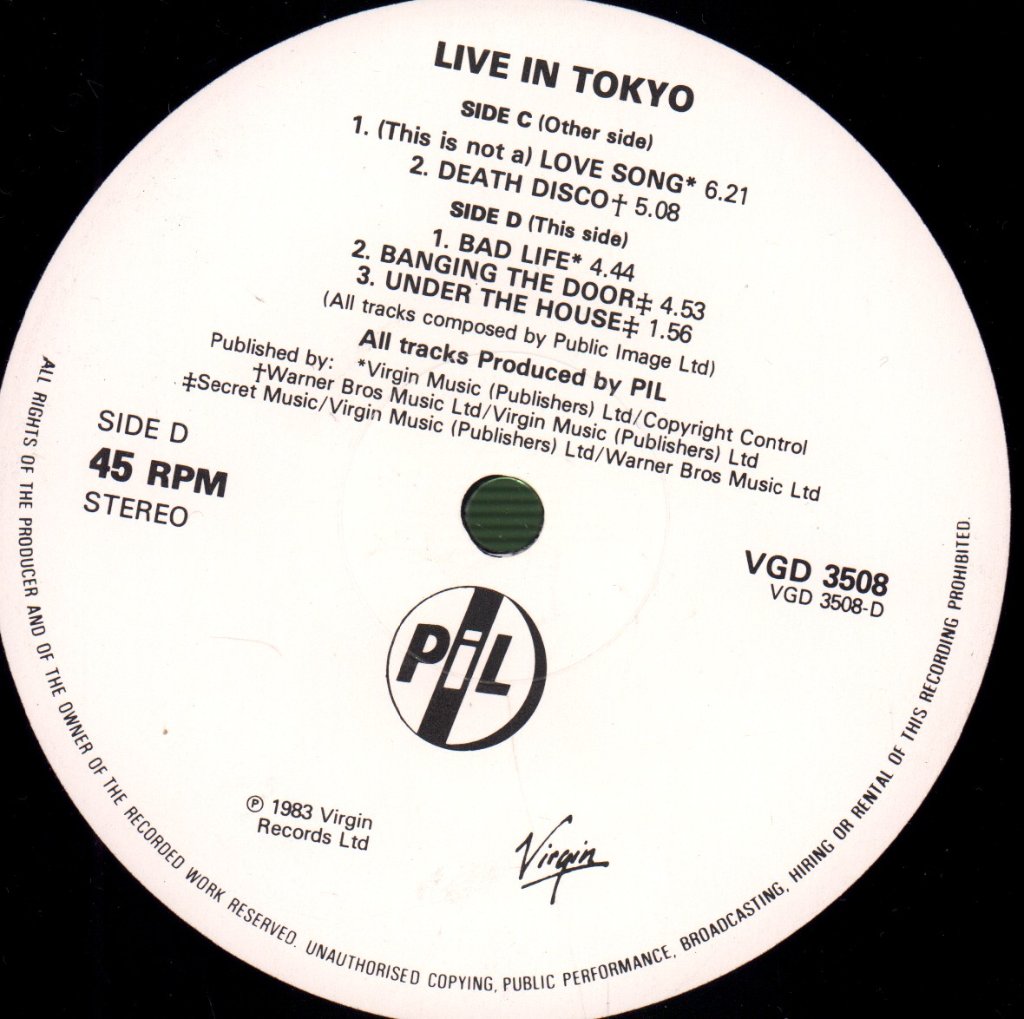 LIVE IN TOKYO
SIDE C (Other side)
1. (This is not a) LOVE SONG* 6.21
2. DEATH DISCO† 5.08
SIDE D (This side)
1. BAD LIFE* 4.44
2. BANGING THE DOOR‡ 4.53
3. UNDER THE HOUSE‡ 1.56
(All tracks composed by Public Image Ltd)
All tracks Produced by PIL
Published by: *Virgin Music (Publishers) Ltd/Copyright Control
†Warner Bros Music Ltd/Virgin Music (Publishers) Ltd
‡Secret Music/Virgin Music (Publishers) Ltd/Warner Bros Music Ltd
SIDE D
45 RPM
STEREO
VGD 3508
VGD 3508-D
PiL
℗ 1983 Virgin
Records Ltd
Virgin
ALL RIGHTS OF THE PRODUCER AND OF THE OWNER OF THE RECORDED WORK RESERVED. UNAUTHORISED COPYING, PUBLIC PERFORMANCE, BROADCASTING, HIRING OR RENTAL OF THIS RECORDING PROHIBITED.